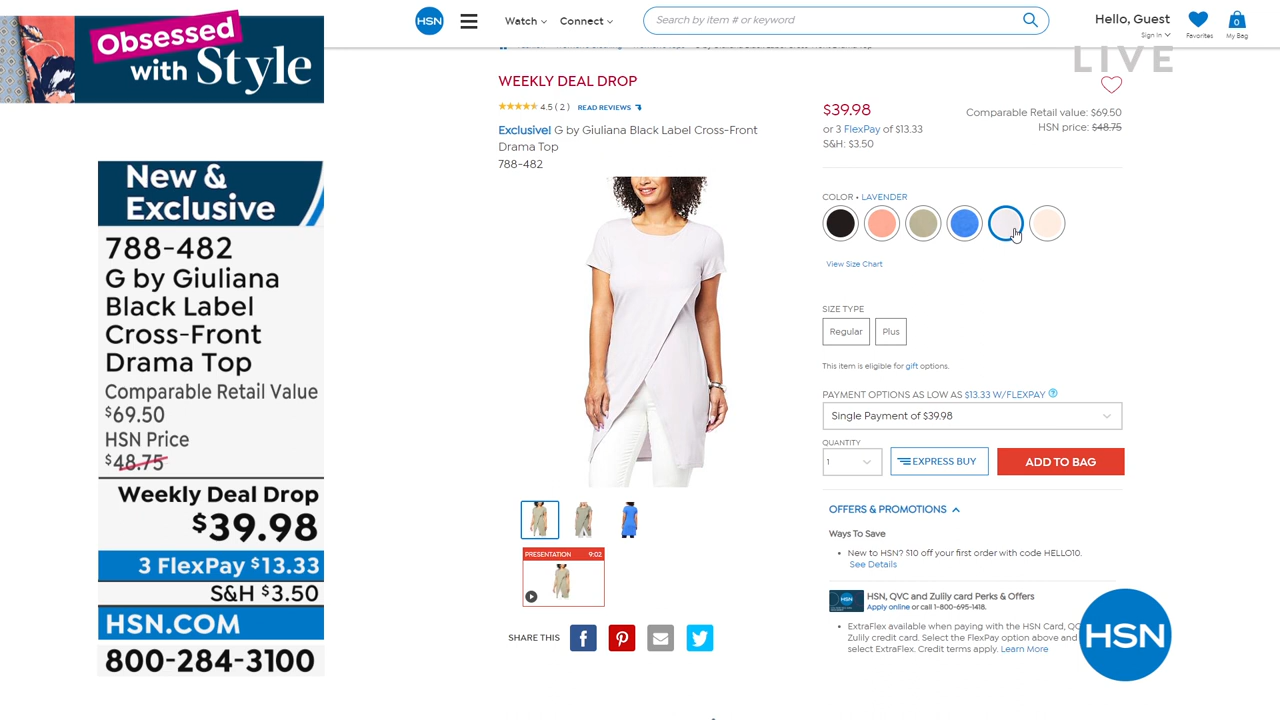 Obsessed
with Style
New &
Exclusive
788-482
G by Giuliana
Black Label
Cross-Front
Drama Top
Comparable Retail Value
$69.50
HSN Price
$48.75
Weekly Deal Drop
$39.98
3 FlexPay $13.33
S&H $3.50
HSN.COM
800-284-3100
HSN
Watch
Connect
Search by item # or keyword
Hello, Guest
Sign in
Favorites
0
My Bag
LIVE
WEEKLY DEAL DROP
4.5 ( 2 ) READ REVIEWS
Exclusive! G by Giuliana Black Label Cross-Front
Drama Top
788-482
$39.98
or 3 FlexPay of $13.33
S&H: $3.50
Comparable Retail value: $69.50
HSN price: $48.75
COLOR • LAVENDER
View Size Chart
SIZE TYPE
Regular
Plus
This item is eligible for gift options.
PAYMENT OPTIONS AS LOW AS $13.33 W/FLEXPAY ?
Single Payment of $39.98
QUANTITY
1
EXPRESS BUY
ADD TO BAG
OFFERS & PROMOTIONS
Ways To Save
• New to HSN? $10 off your first order with code HELLO10.
See Details
HSN, QVC and Zulily card Perks & Offers
Apply online or call 1-800-695-1418.
• ExtraFlex available when paying with the HSN Card,
Zulily credit card. Select the FlexPay option above and
select ExtraFlex. Credit terms apply. Learn More
PRESENTATION 9:02
SHARE THIS
HSN